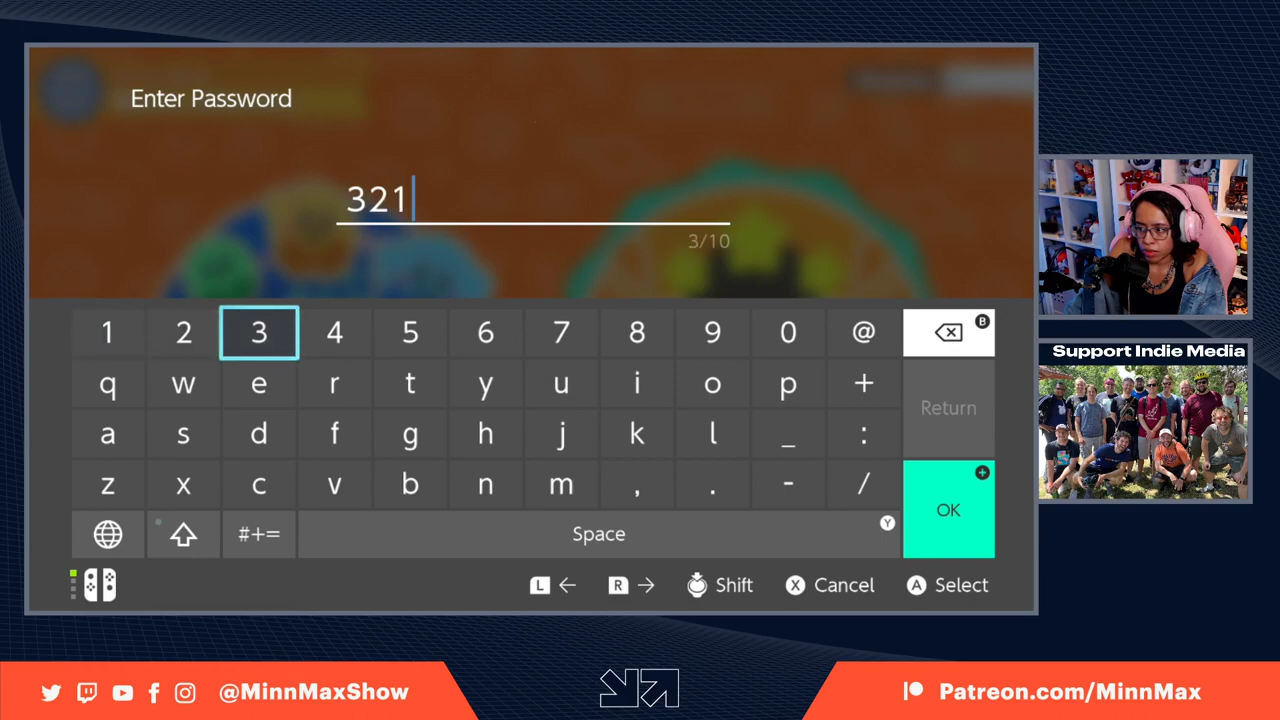 Enter Password
321
3/10
1 2 3 4 5 6 7 8 9 0 @ B
q w e r t y u i o p +
Return
a s d f g h j k l _ :
z x c v b n m , . - /
+
OK
#+= Space Y
L ← R → Shift X Cancel A Select
Support Indie Media
@MinnMaxShow
Patreon.com/MinnMax